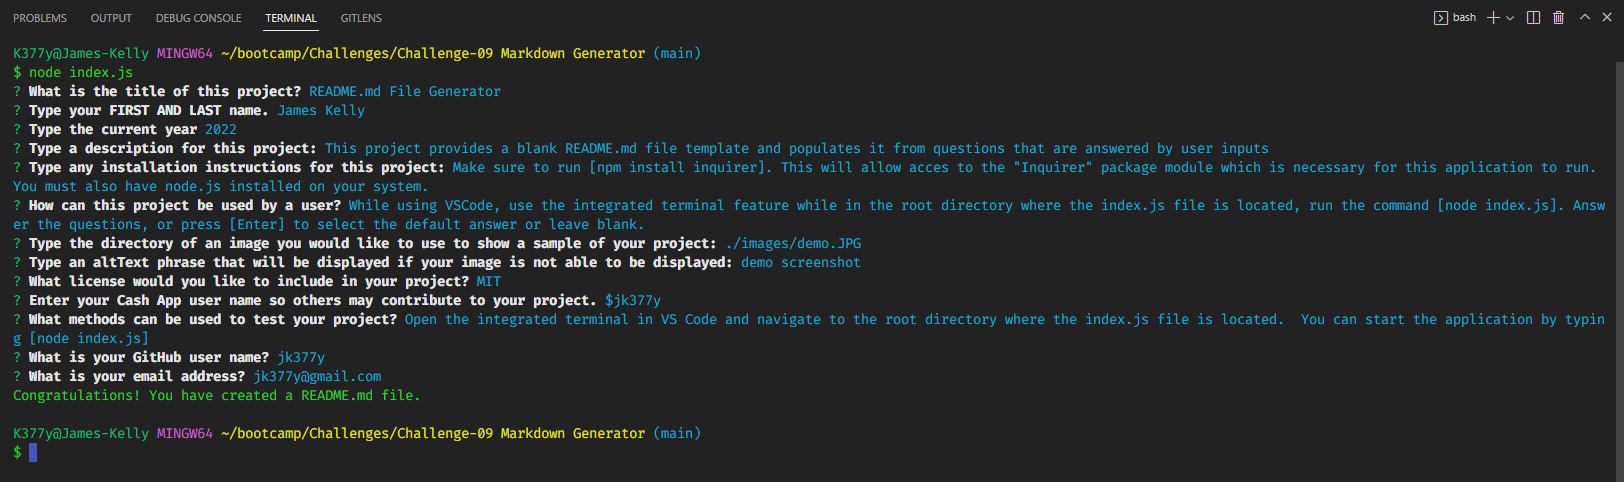 PROBLEMS OUTPUT DEBUG CONSOLE TERMINAL GITLENS bash
K377y@James-Kelly MINGW64 ~/bootcamp/Challenges/Challenge-09 Markdown Generator (main)
$ node index.js
? What is the title of this project? README.md File Generator
? Type your FIRST AND LAST name. James Kelly
? Type the current year 2022
? Type a description for this project: This project provides a blank README.md file template and populates it from questions that are answered by user inputs
? Type any installation instructions for this project: Make sure to run [npm install inquirer]. This will allow acces to the "Inquirer" package module which is necessary for this application to run.
You must also have node.js installed on your system.
? How can this project be used by a user? While using VSCode, use the integrated terminal feature while in the root directory where the index.js file is located, run the command [node index.js]. Answ
er the questions, or press [Enter] to select the default answer or leave blank.
? Type the directory of an image you would like to use to show a sample of your project: ./images/demo.JPG
? Type an altText phrase that will be displayed if your image is not able to be displayed: demo screenshot
? What license would you like to include in your project? MIT
? Enter your Cash App user name so others may contribute to your project. $jk377y
? What methods can be used to test your project? Open the integrated terminal in VS Code and navigate to the root directory where the index.js file is located.  You can start the application by typin
g [node index.js]
? What is your GitHub user name? jk377y
? What is your email address? jk377y@gmail.com
Congratulations! You have created a README.md file.
K377y@James-Kelly MINGW64 ~/bootcamp/Challenges/Challenge-09 Markdown Generator (main)
$